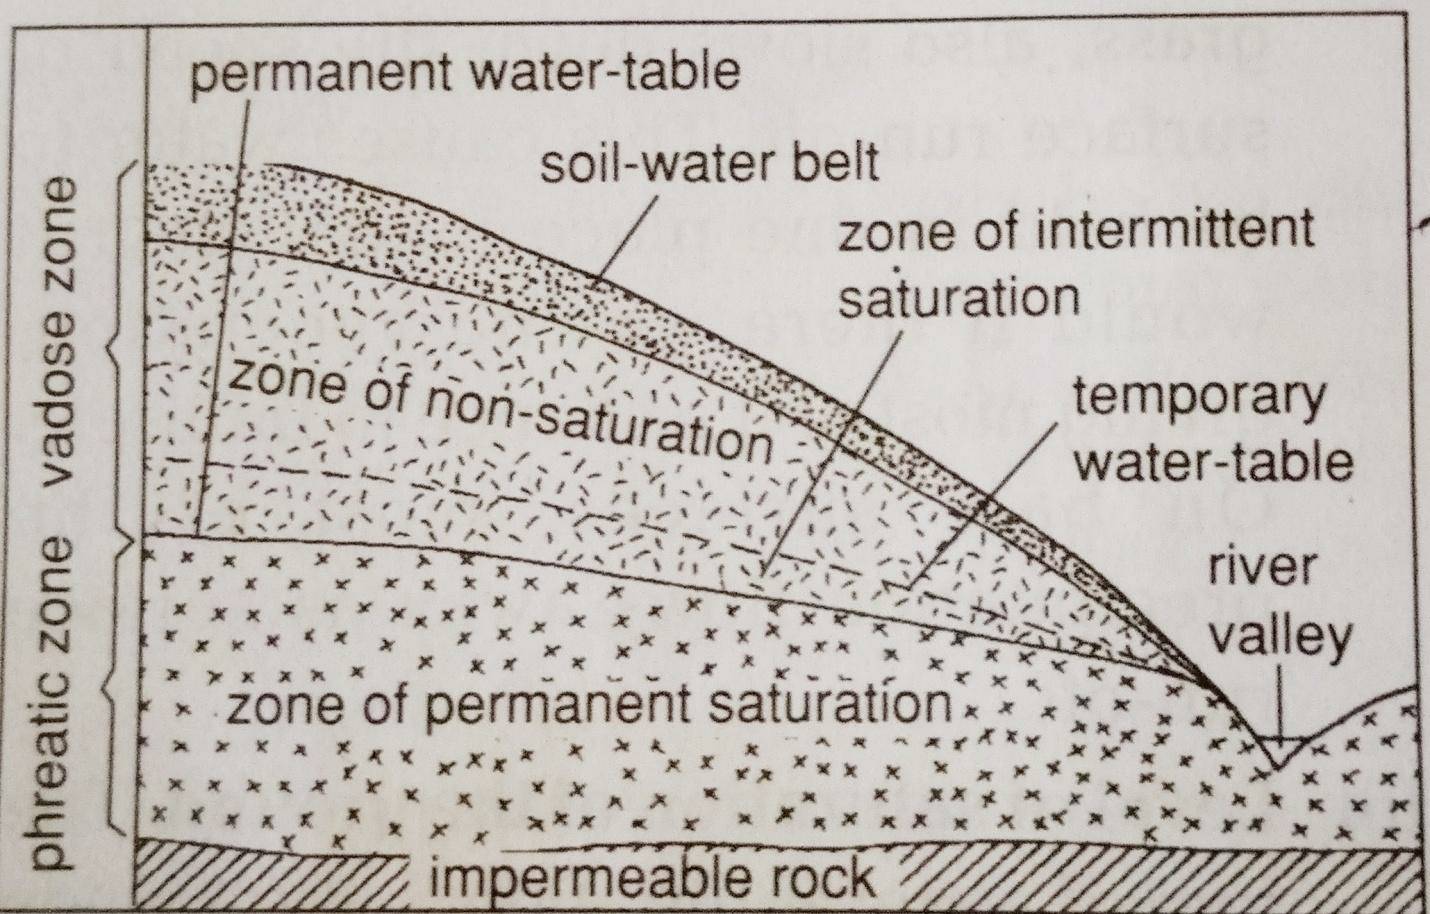 permanent water-table
soil-water belt
zone of intermittent
saturation
temporary
water-table
river
valley
zone of non-saturation
zone of permanent saturation
impermeable rock
vadose zone
phreatic zone